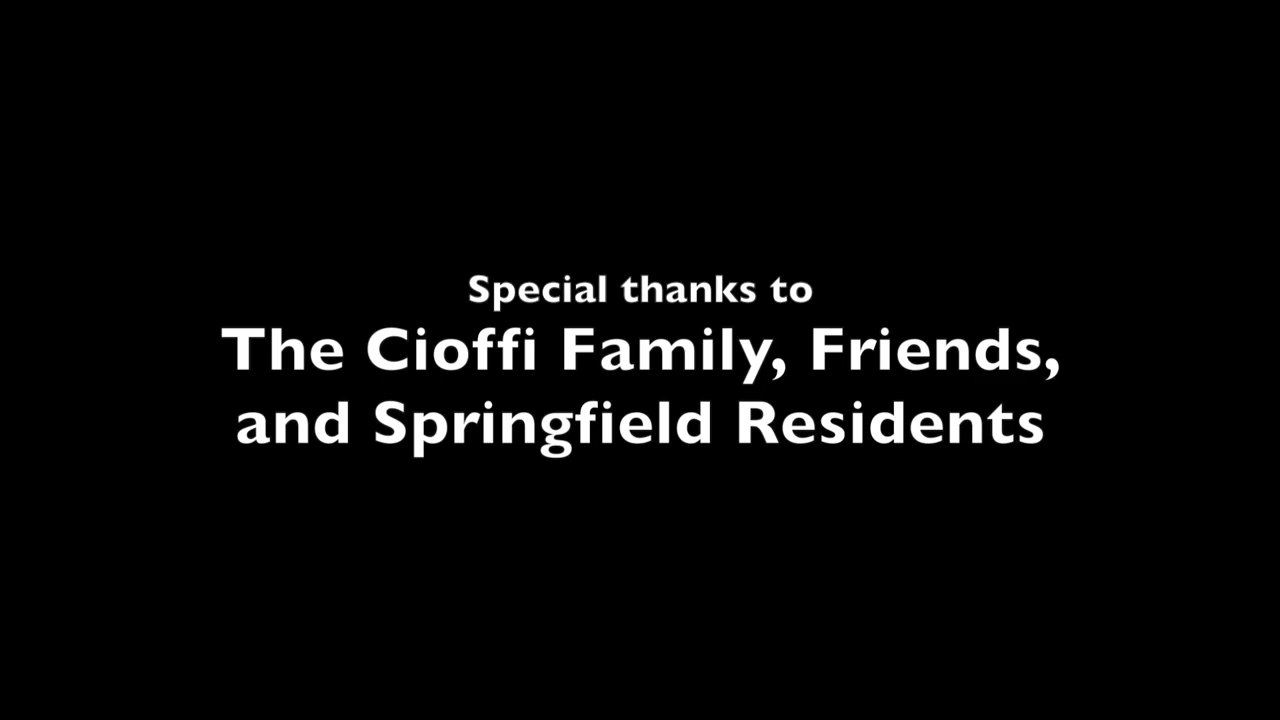 Special thanks to
The Cioffi Family, Friends,
and Springfield Residents